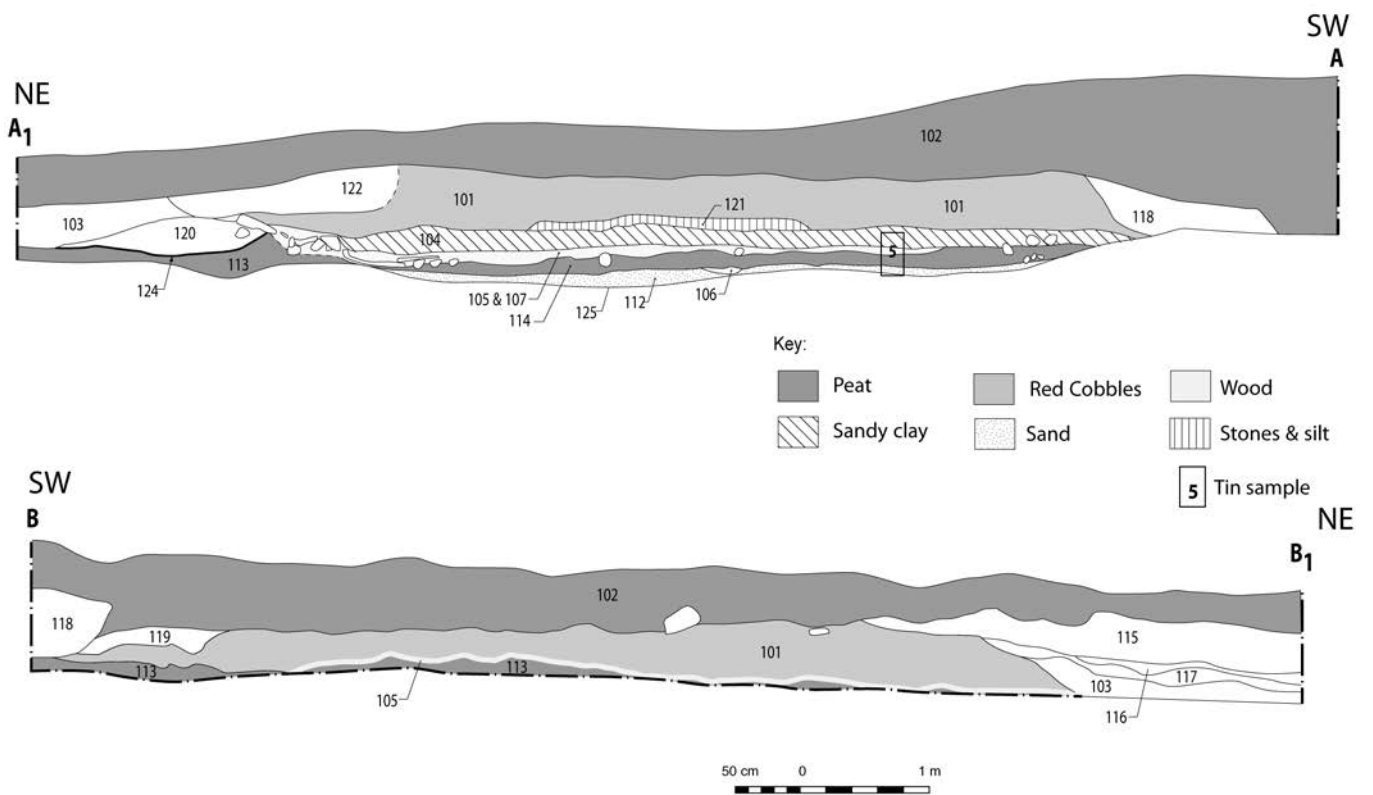 SW
A
NE
A1
102
122
101
121
101
118
103
120
104
5
113
124
105 & 107
114
125
112
106
Key:
Peat
Red Cobbles
Wood
Sandy clay
Sand
Stones & silt
5 Tin sample
SW
B
NE
B1
102
118
119
115
101
113
113
105
103
117
116
50 cm 0 1 m